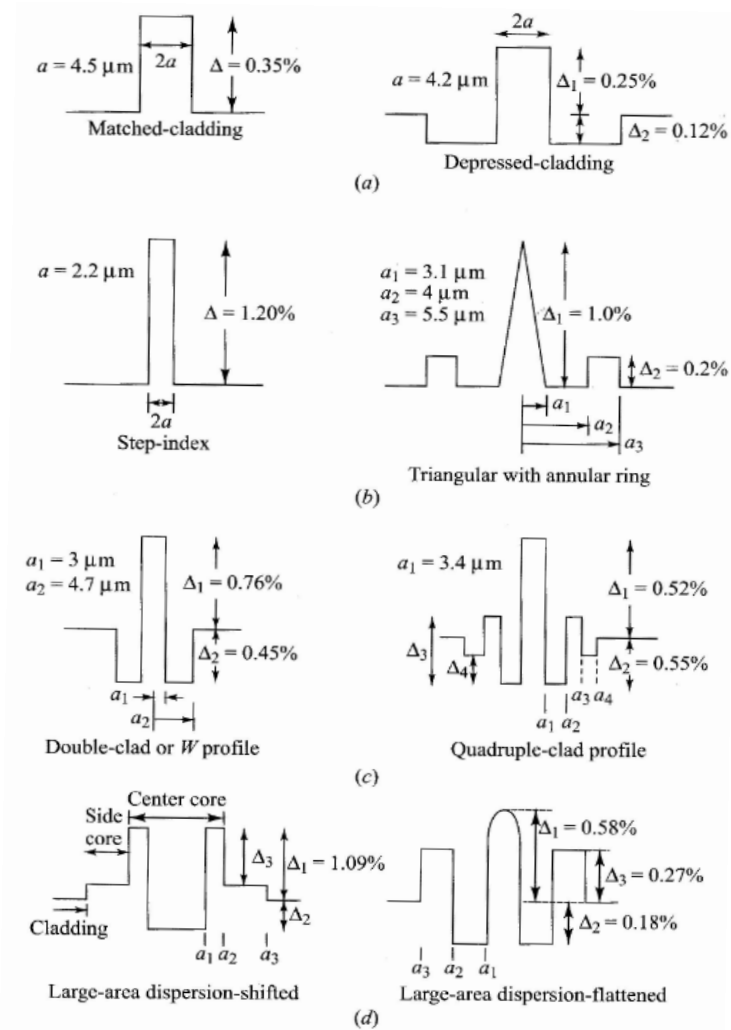 a = 4.5 μm
2a
Δ = 0.35%
Matched-cladding
2a
a = 4.2 μm
Δ1 = 0.25%
Δ2 = 0.12%
Depressed-cladding
(a)
a = 2.2 μm
Δ = 1.20%
2a
Step-index
a1 = 3.1 μm
a2 = 4 μm
a3 = 5.5 μm
Δ1 = 1.0%
Δ2 = 0.2%
a1
a2
a3
Triangular with annular ring
(b)
a1 = 3 μm
a2 = 4.7 μm
Δ1 = 0.76%
Δ2 = 0.45%
a1
a2
Double-clad or W profile
a1 = 3.4 μm
Δ1 = 0.52%
Δ3
Δ4
Δ2 = 0.55%
a3 a4
a1 a2
Quadruple-clad profile
(c)
Center core
Side
core
Δ3
Δ1 = 1.09%
Δ2
Cladding
a1 a2 a3
Large-area dispersion-shifted
Δ1 = 0.58%
Δ3 = 0.27%
Δ2 = 0.18%
a3 a2 a1
Large-area dispersion-flattened
(d)